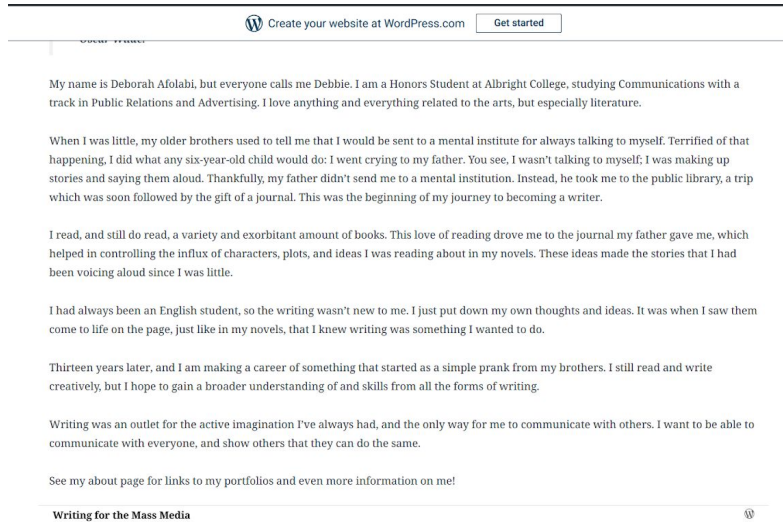 Create your website at WordPress.com Get started
My name is Deborah Afolabi, but everyone calls me Debbie. I am a Honors Student at Albright College, studying Communications with a
track in Public Relations and Advertising. I love anything and everything related to the arts, but especially literature.
When I was little, my older brothers used to tell me that I would be sent to a mental institute for always talking to myself. Terrified of that
happening, I did what any six-year-old child would do: I went crying to my father. You see, I wasn't talking to myself; I was making up
stories and saying them aloud. Thankfully, my father didn't send me to a mental institution. Instead, he took me to the public library, a trip
which was soon followed by the gift of a journal. This was the beginning of my journey to becoming a writer.
I read, and still do read, a variety and exorbitant amount of books. This love of reading drove me to the journal my father gave me, which
helped in controlling the influx of characters, plots, and ideas I was reading about in my novels. These ideas made the stories that I had
been voicing aloud since I was little.
I had always been an English student, so the writing wasn't new to me. I just put down my own thoughts and ideas. It was when I saw them
come to life on the page, just like in my novels, that I knew writing was something I wanted to do.
Thirteen years later, and I am making a career of something that started as a simple prank from my brothers. I still read and write
creatively, but I hope to gain a broader understanding of and skills from all the forms of writing.
Writing was an outlet for the active imagination I've always had, and the only way for me to communicate with others. I want to be able to
communicate with everyone, and show others that they can do the same.
See my about page for links to my portfolios and even more information on me!
Writing for the Mass Media